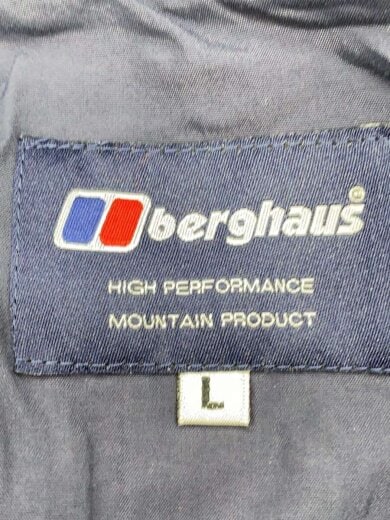 berghaus®
HIGH PERFORMANCE
MOUNTAIN PRODUCT
L